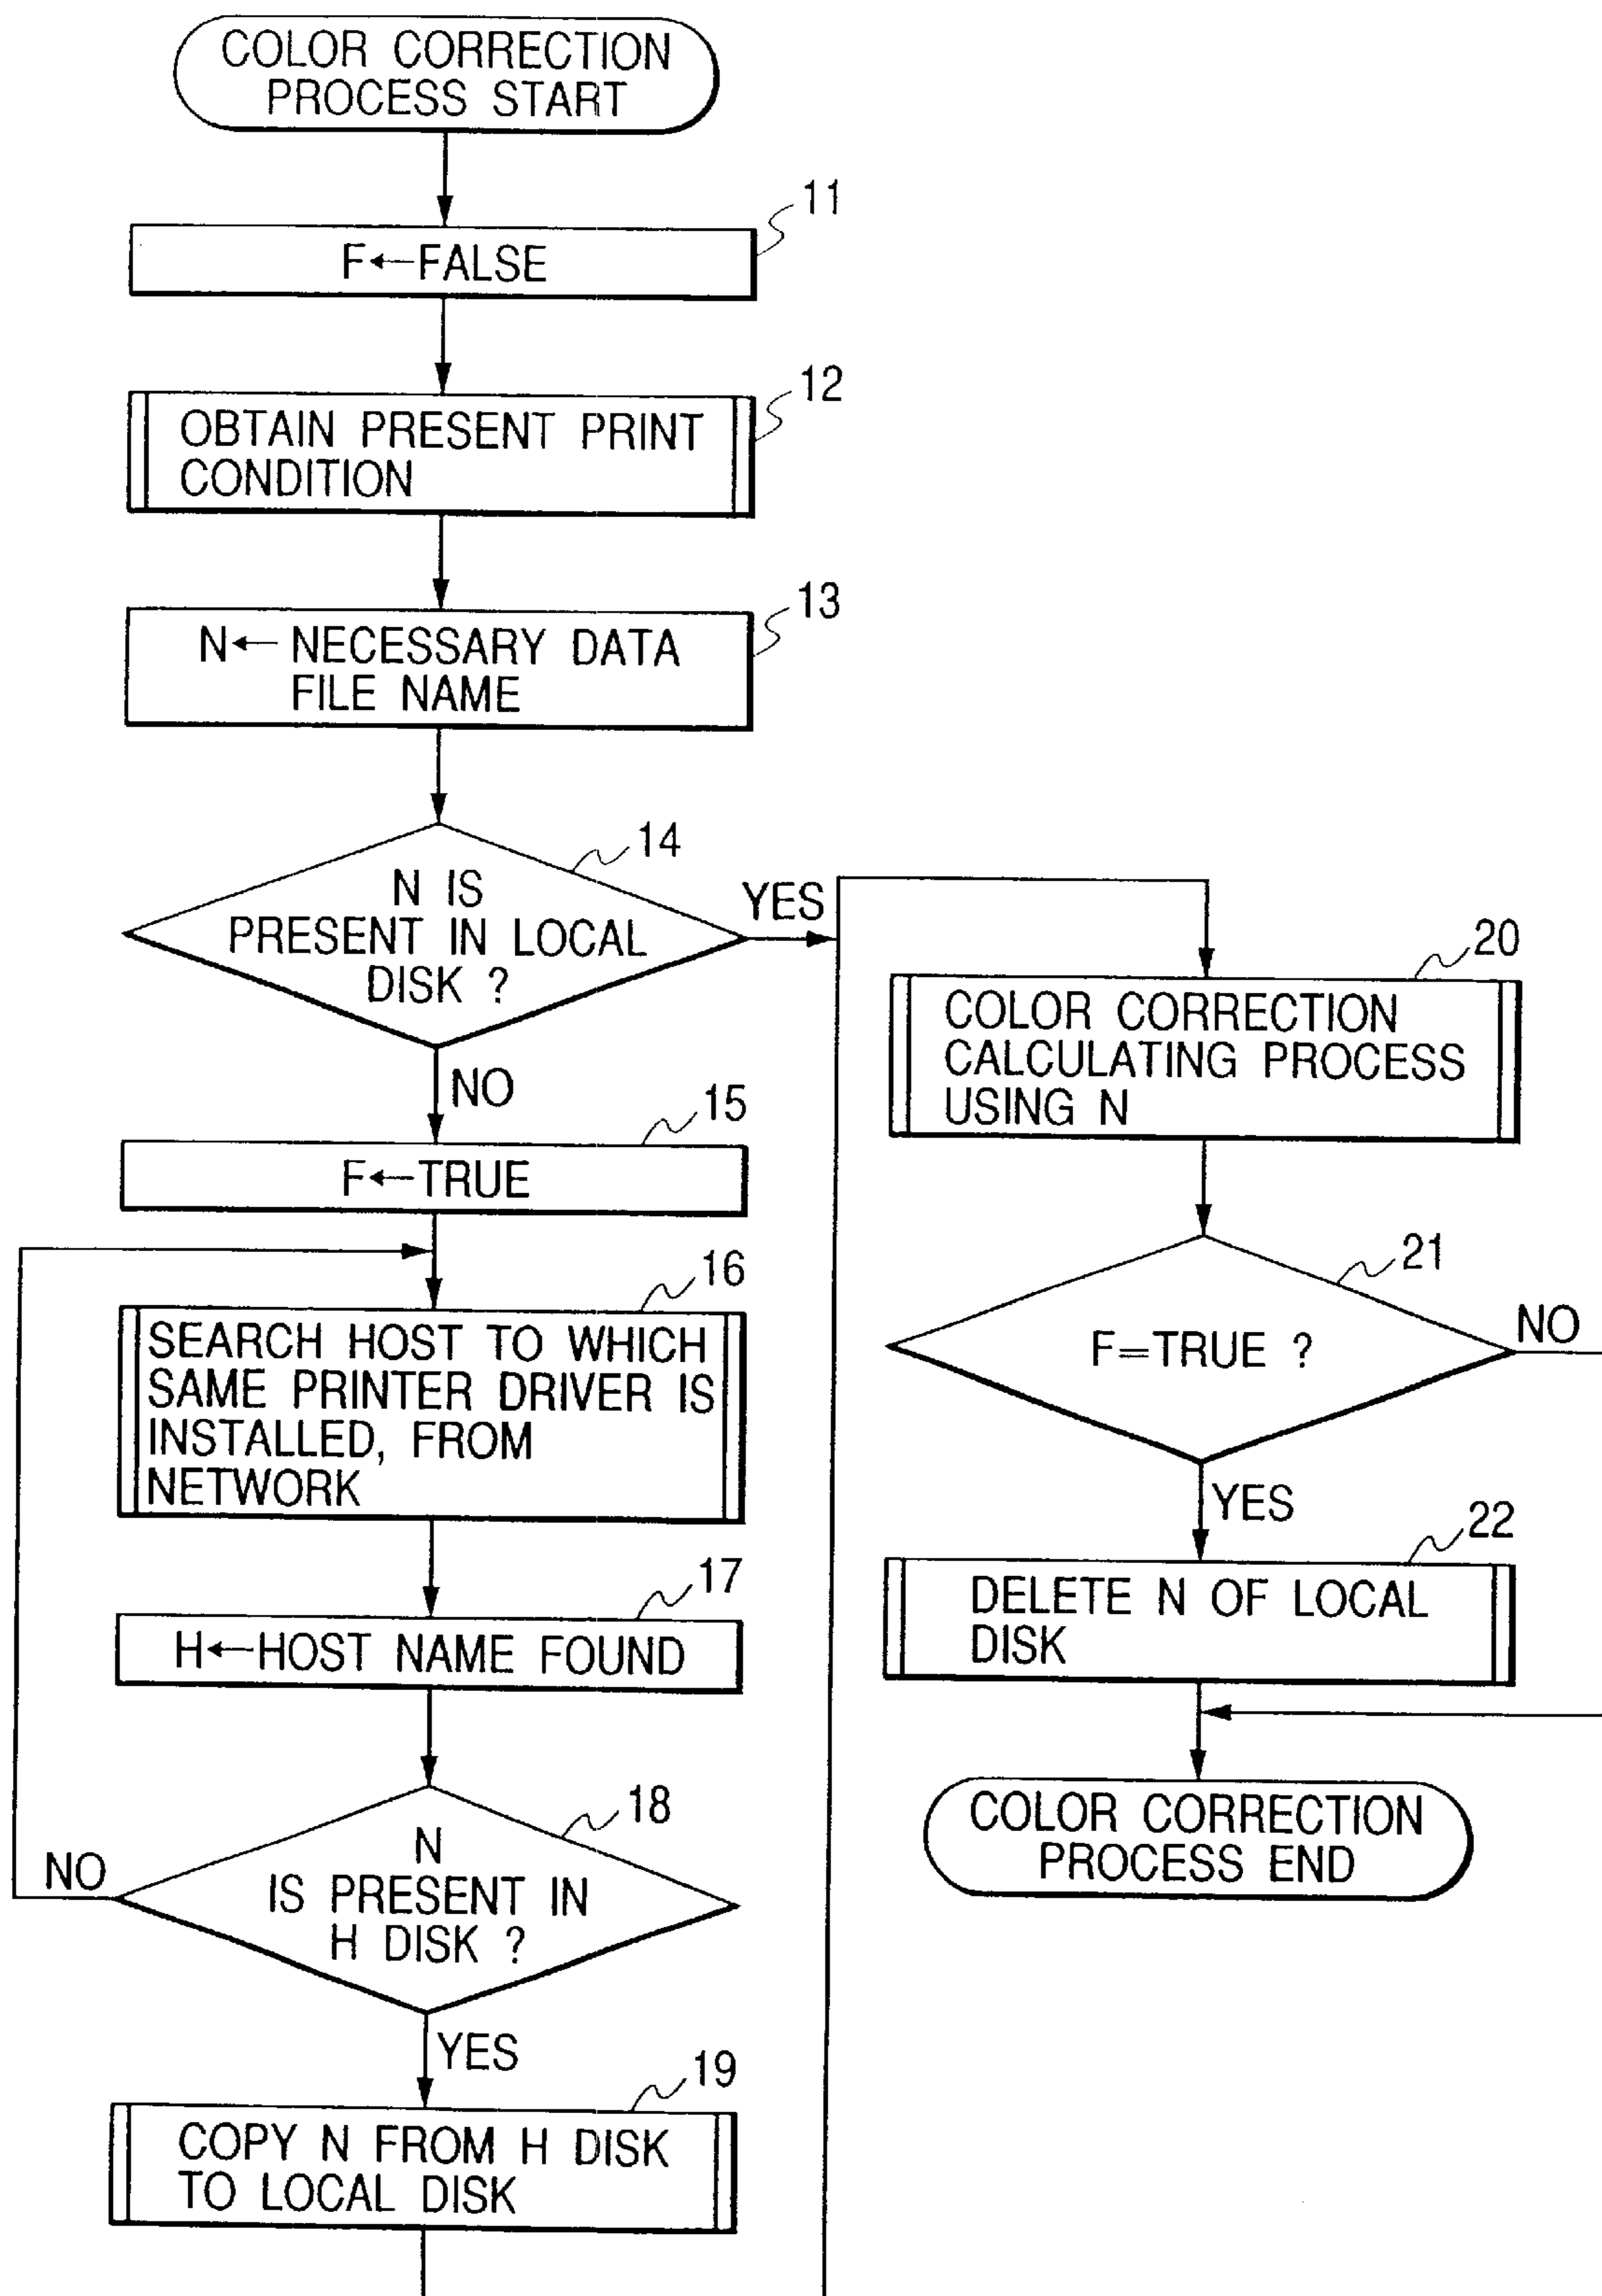 COLOR CORRECTION
PROCESS START
11
F←FALSE
12
OBTAIN PRESENT PRINT
CONDITION
13
N← NECESSARY DATA
FILE NAME
14
N IS
PRESENT IN LOCAL
DISK ?
YES
NO
15
F←TRUE
16
SEARCH HOST TO WHICH
SAME PRINTER DRIVER IS
INSTALLED, FROM
NETWORK
17
H←HOST NAME FOUND
18
N
IS PRESENT IN
H DISK ?
NO
YES
19
COPY N FROM H DISK
TO LOCAL DISK
20
COLOR CORRECTION
CALCULATING PROCESS
USING N
21
F=TRUE ?
NO
YES
22
DELETE N OF LOCAL
DISK
COLOR CORRECTION
PROCESS END